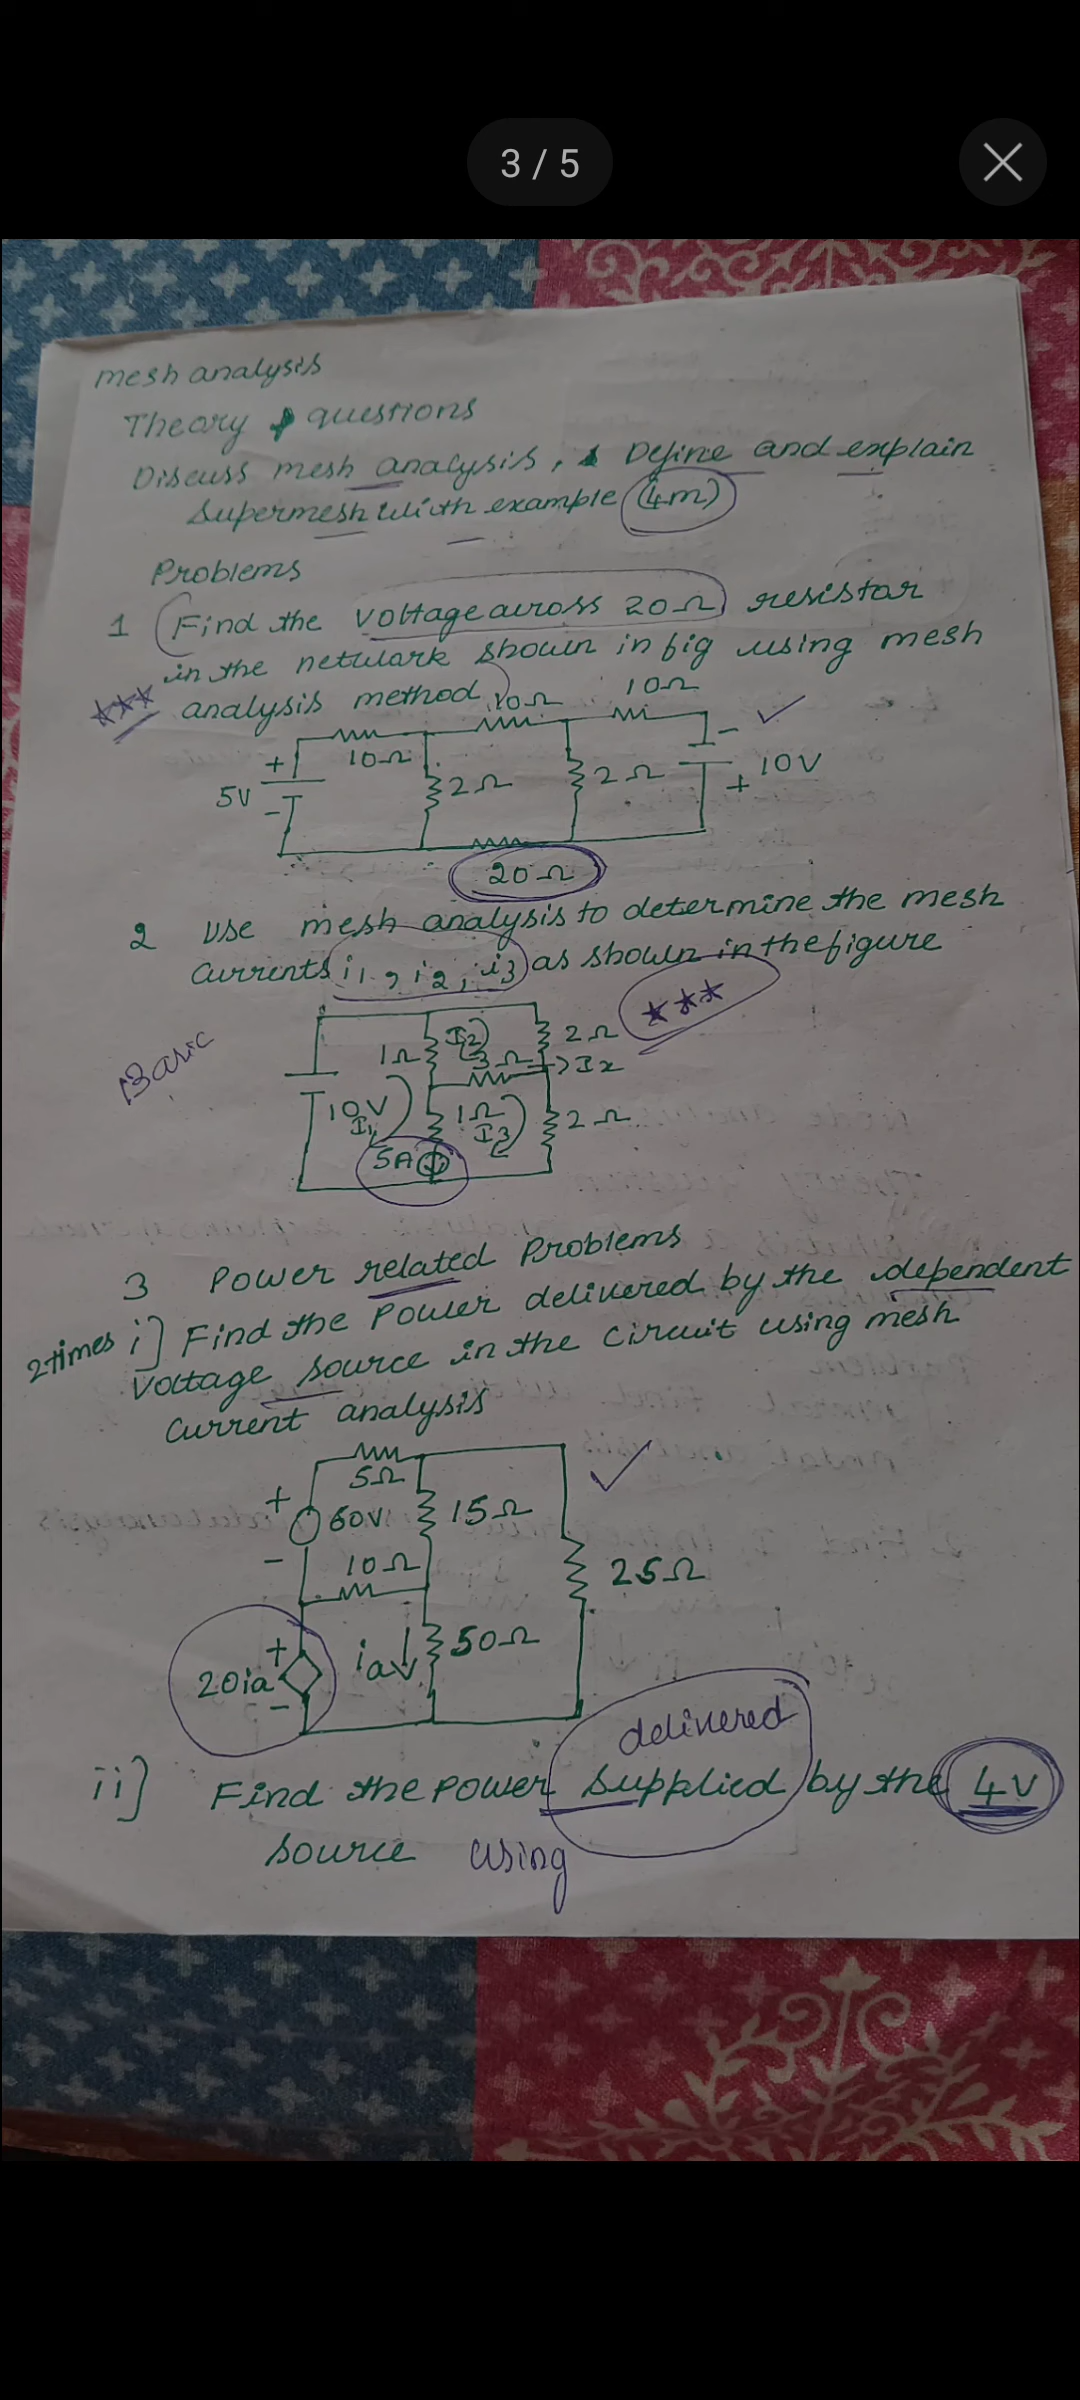 3 / 5
mesh analysis
Theory questions
Discuss mesh analysis, Define and explain
Supermesh with example (4m)
Problems
1 (Find the voltage across 20Ω) resistor
in the network shown in fig using mesh
*** analysis method
10Ω 10Ω
10Ω
+ 5V -
2Ω 2Ω
- 10V +
20Ω
2 Use mesh analysis to determine the mesh
Currents i1, i2, i3 as shown in the figure
***
Basic
1Ω I2 3Ω 2Ω
→Ix
10V I1
1Ω I3 2Ω
5A
3 Power related Problems
2times i] Find the Power delivered by the dependent
Voltage source in the circuit using mesh
Current analysis
5Ω
+ 60V - 15Ω
10Ω
25Ω
+ 20ia - ia↓ 50Ω
delivered
ii] Find the power supplied by the 4V
source using